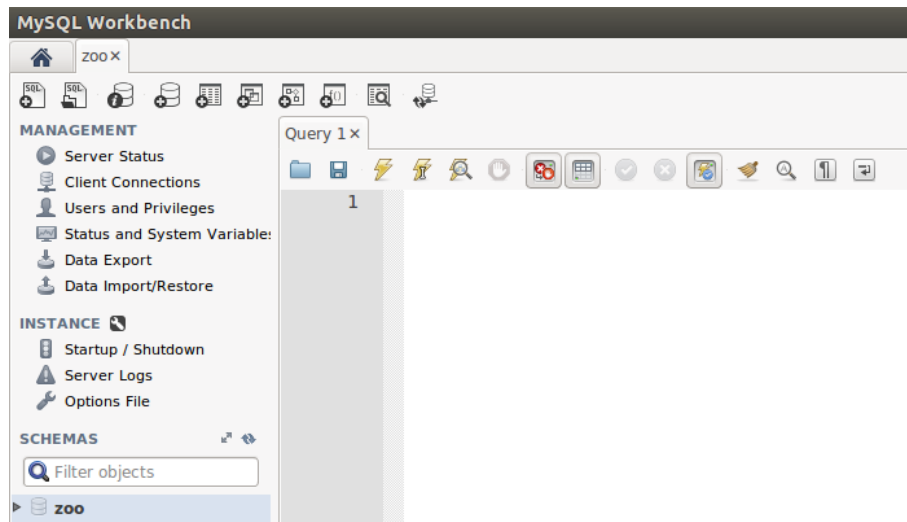 MySQL Workbench
zoo×
MANAGEMENT
Server Status
Client Connections
Users and Privileges
Status and System Variable
Data Export
Data Import/Restore
INSTANCE
Startup / Shutdown
Server Logs
Options File
SCHEMAS
Filter objects
zoo
Query 1×
1